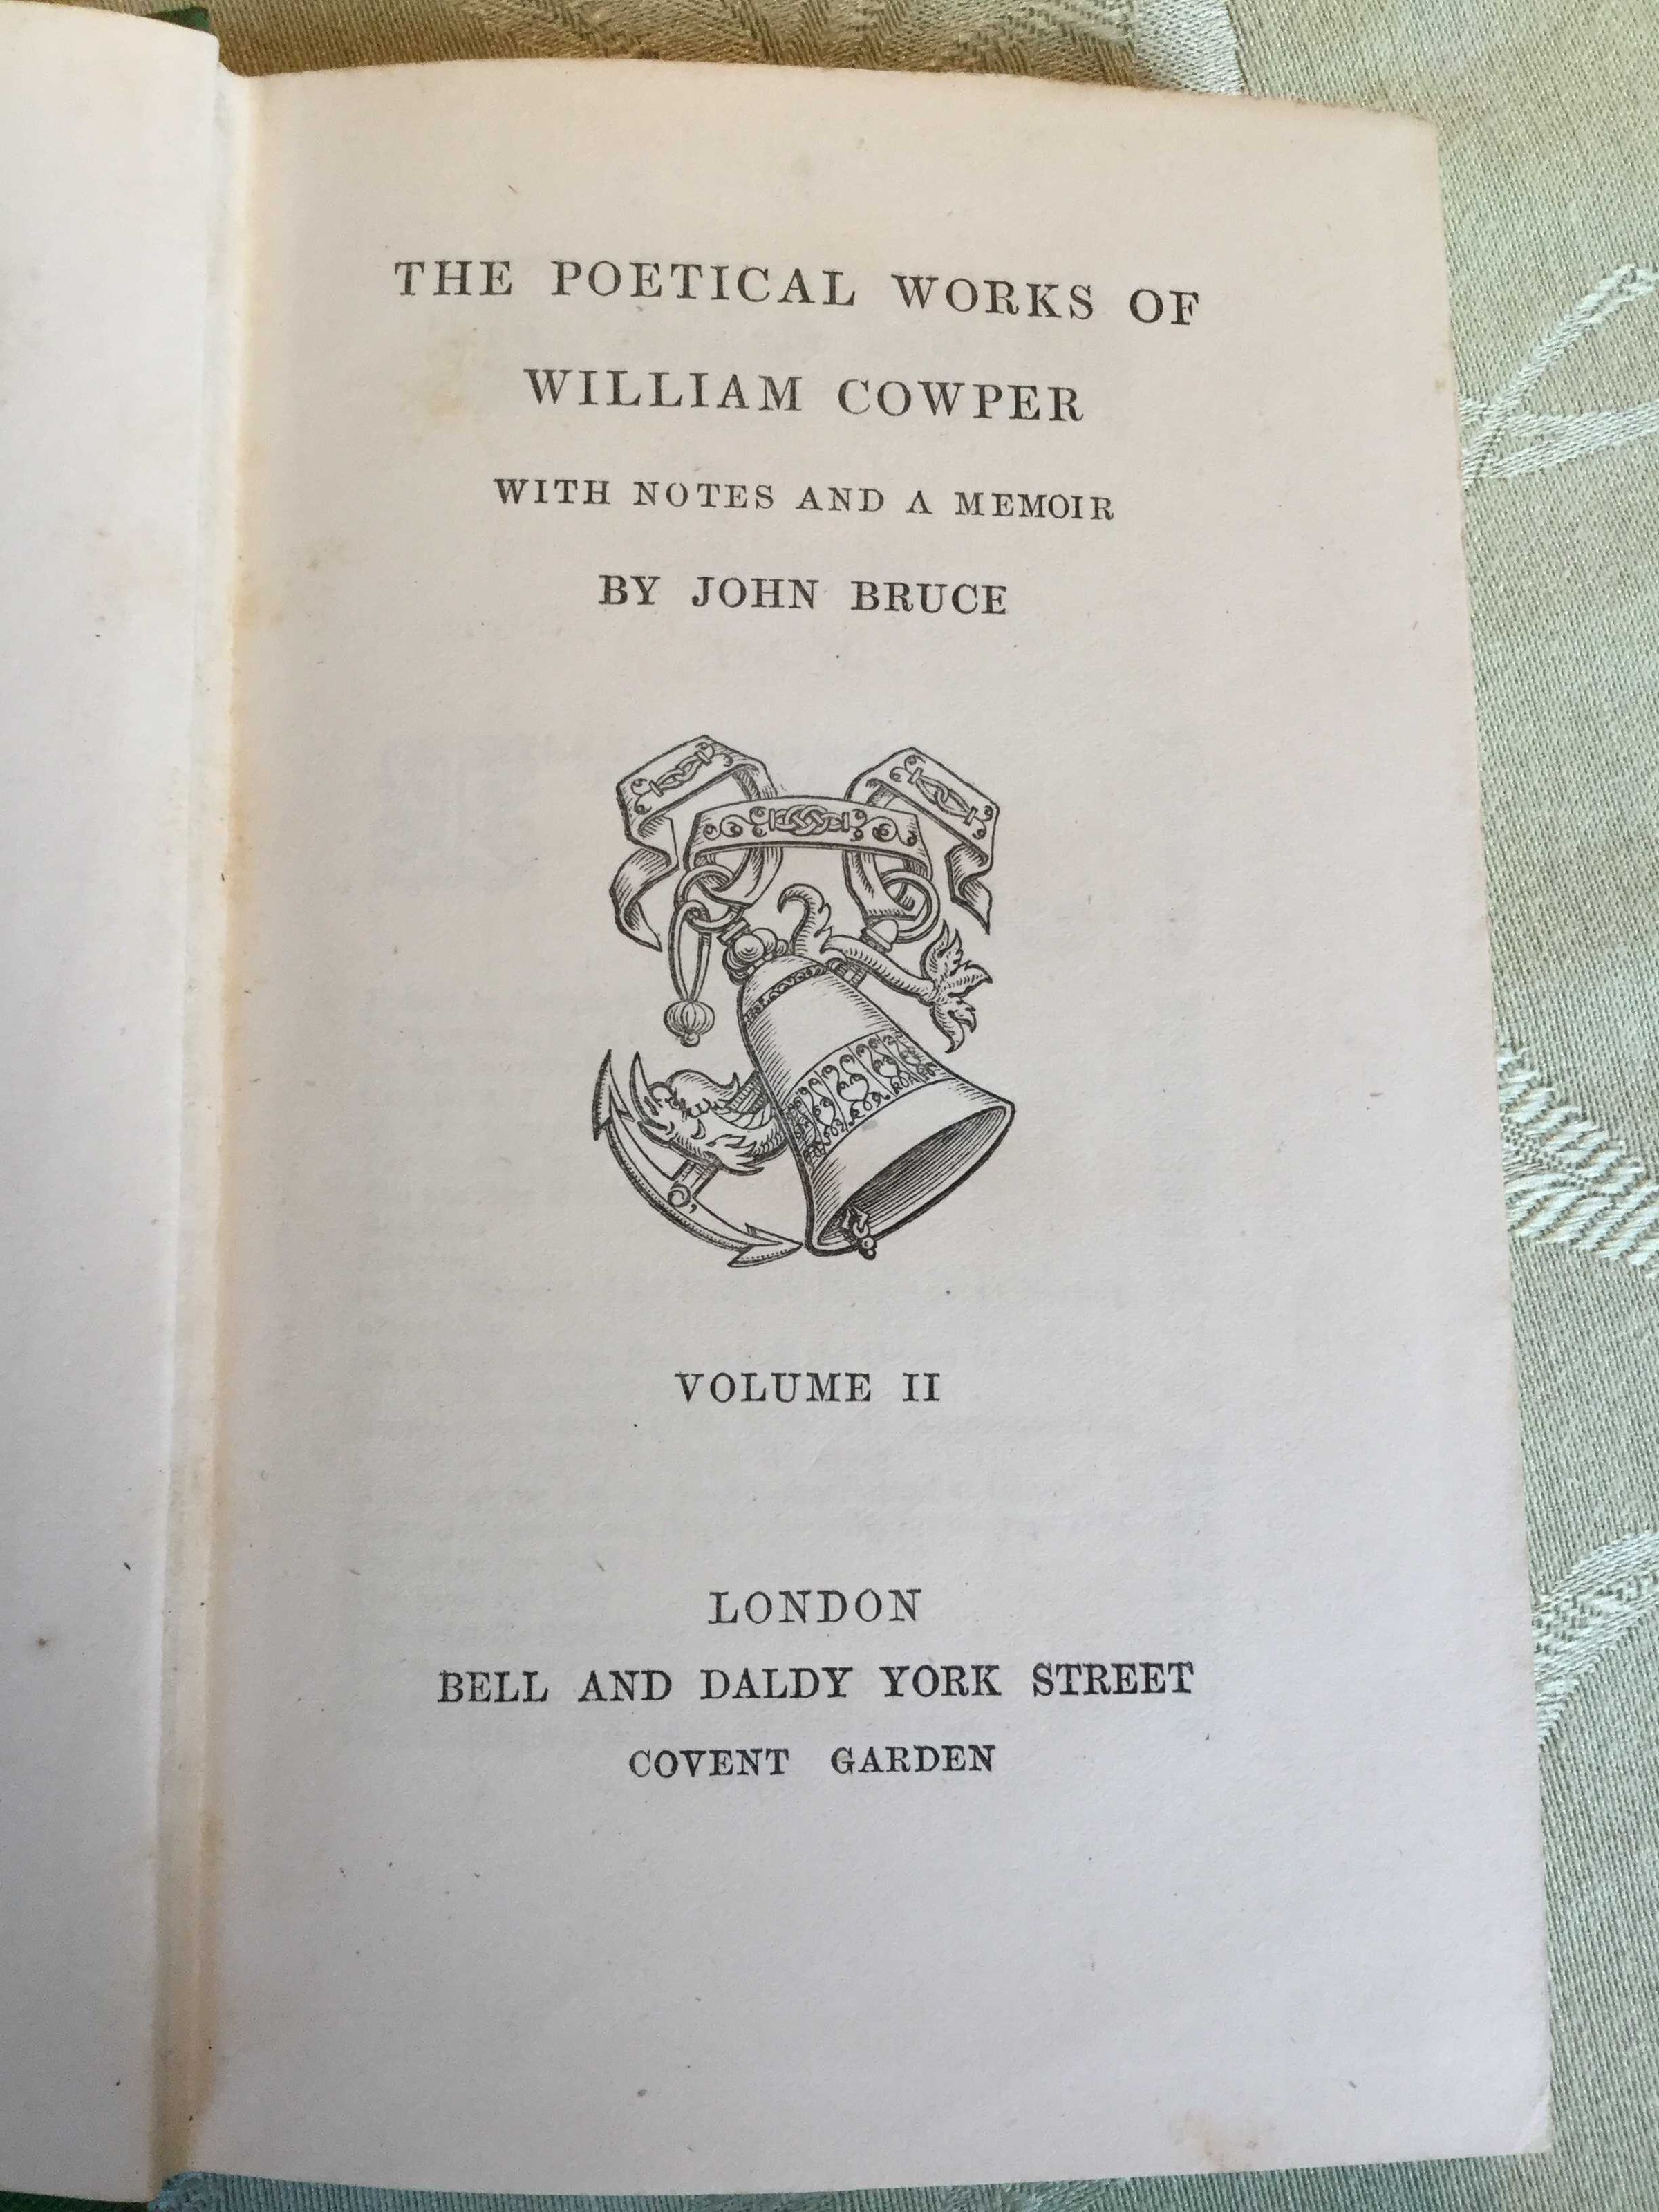 THE POETICAL WORKS OF
WILLIAM COWPER
WITH NOTES AND A MEMOIR
BY JOHN BRUCE
VOLUME II
LONDON
BELL AND DALDY YORK STREET
COVENT GARDEN